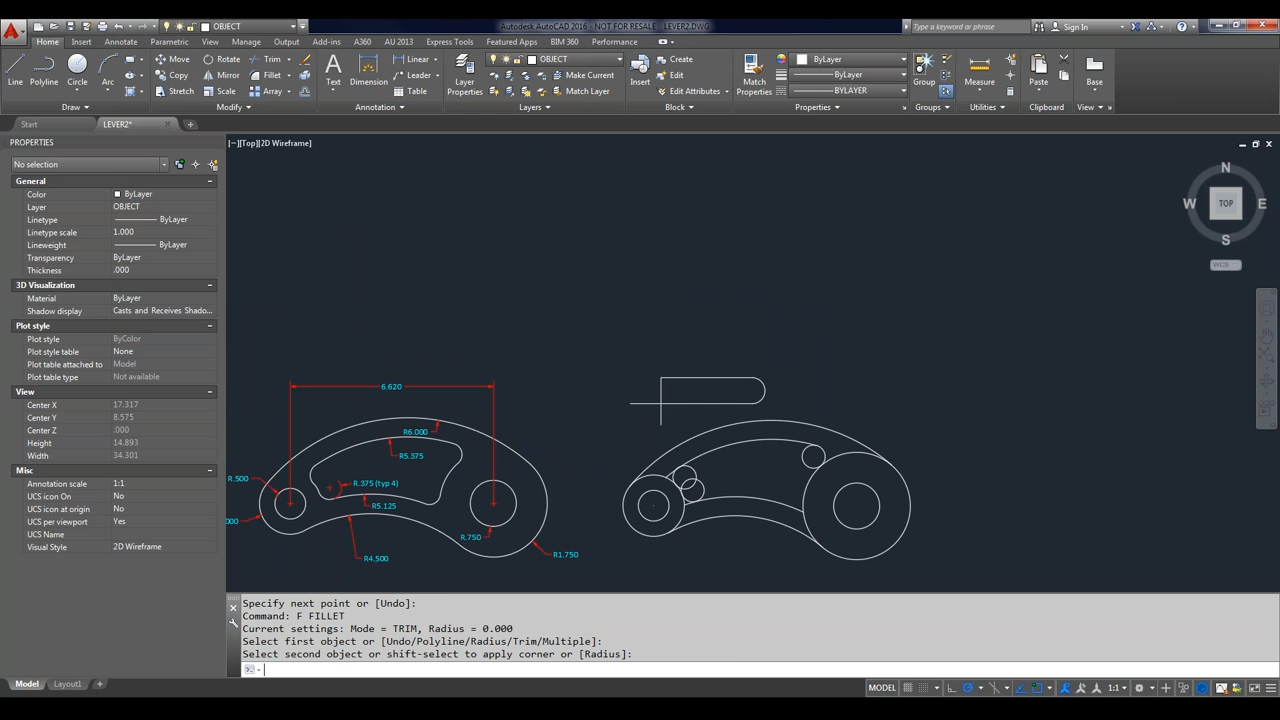 OBJECT
Autodesk AutoCAD 2016 - NOT FOR RESALE LEVER2.DWG
Type a keyword or phrase
Sign In
Home Insert Annotate Parametric View Manage Output Add-ins A360 AU 2013 Express Tools Featured Apps BIM 360 Performance
Line Polyline Circle Arc
Draw
Move Rotate Trim
Copy Mirror Fillet
Stretch Scale Array
Modify
Text Dimension
Linear
Leader
Table
Annotation
Layer Properties
OBJECT
Make Current
Match Layer
Layers
Insert
Create
Edit
Edit Attributes
Block
Match Properties
ByLayer
ByLayer
BYLAYER
Properties
Group
Groups
Measure
Utilities
Paste
Clipboard
Base
View
Start LEVER2*
PROPERTIES
No selection
General
Color ByLayer
Layer OBJECT
Linetype ByLayer
Linetype scale 1.000
Lineweight ByLayer
Transparency ByLayer
Thickness .000
3D Visualization
Material ByLayer
Shadow display Casts and Receives Shado...
Plot style
Plot style ByColor
Plot style table None
Plot table attached to Model
Plot table type Not available
View
Center X 17.317
Center Y 8.575
Center Z .000
Height 14.893
Width 34.301
Misc
Annotation scale 1:1
UCS icon On Yes
UCS icon at origin No
UCS per viewport Yes
UCS Name
Visual Style 2D Wireframe
[−][Top][2D Wireframe]
N
W TOP E
S
WCS
6.620
R6.000
R5.375
R.500
R.375 (typ 4)
R5.125
000
R.750
R4.500
R1.750
Specify next point or [Undo]:
Command: F FILLET
Current settings: Mode = TRIM, Radius = 0.000
Select first object or [Undo/Polyline/Radius/Trim/Multiple]:
Select second object or shift-select to apply corner or [Radius]:
Model Layout1 +
MODEL 1:1